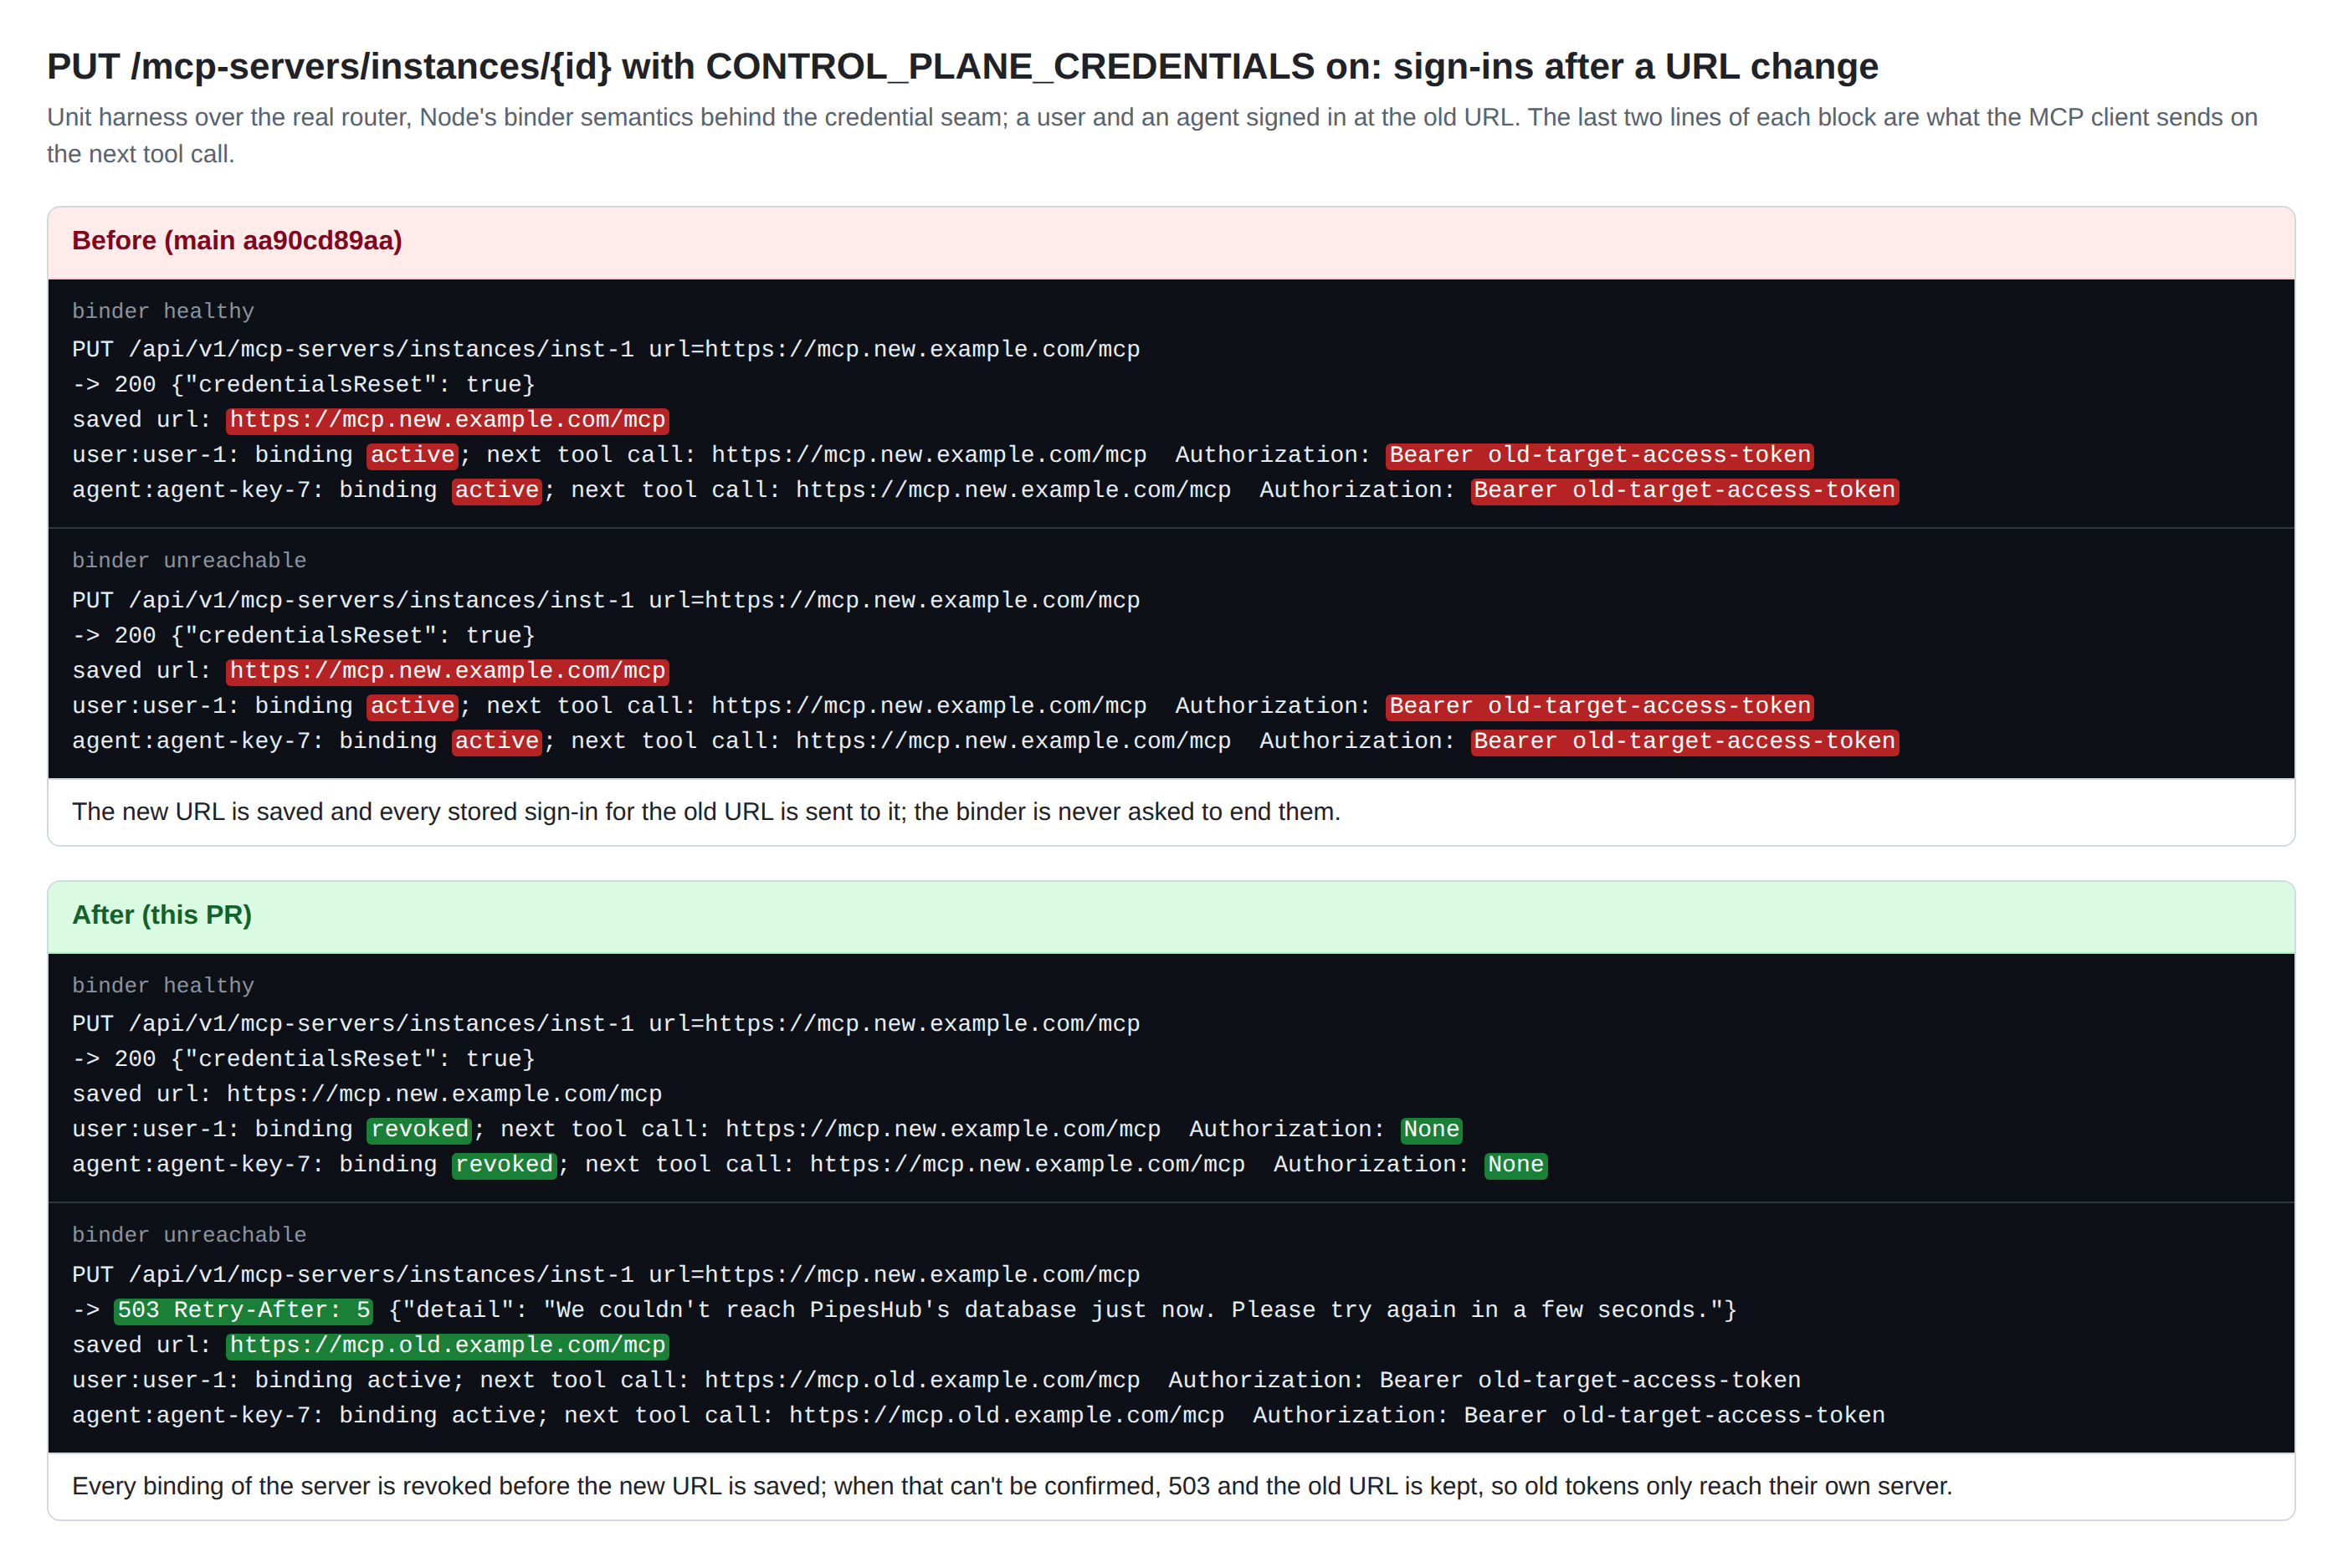 PUT /mcp-servers/instances/{id} with CONTROL_PLANE_CREDENTIALS on: sign-ins after a URL change
Unit harness over the real router, Node's binder semantics behind the credential seam; a user and an agent signed in at the old URL. The last two lines of each block are what the MCP client sends on
the next tool call.
Before (main aa90cd89aa)
binder healthy
PUT /api/v1/mcp-servers/instances/inst-1 url=https://mcp.new.example.com/mcp
-> 200 {"credentialsReset": true}
saved url: https://mcp.new.example.com/mcp
user:user-1: binding active; next tool call: https://mcp.new.example.com/mcp  Authorization: Bearer old-target-access-token
agent:agent-key-7: binding active; next tool call: https://mcp.new.example.com/mcp  Authorization: Bearer old-target-access-token
binder unreachable
PUT /api/v1/mcp-servers/instances/inst-1 url=https://mcp.new.example.com/mcp
-> 200 {"credentialsReset": true}
saved url: https://mcp.new.example.com/mcp
user:user-1: binding active; next tool call: https://mcp.new.example.com/mcp  Authorization: Bearer old-target-access-token
agent:agent-key-7: binding active; next tool call: https://mcp.new.example.com/mcp  Authorization: Bearer old-target-access-token
The new URL is saved and every stored sign-in for the old URL is sent to it; the binder is never asked to end them.
After (this PR)
binder healthy
PUT /api/v1/mcp-servers/instances/inst-1 url=https://mcp.new.example.com/mcp
-> 200 {"credentialsReset": true}
saved url: https://mcp.new.example.com/mcp
user:user-1: binding revoked; next tool call: https://mcp.new.example.com/mcp  Authorization: None
agent:agent-key-7: binding revoked; next tool call: https://mcp.new.example.com/mcp  Authorization: None
binder unreachable
PUT /api/v1/mcp-servers/instances/inst-1 url=https://mcp.new.example.com/mcp
-> 503 Retry-After: 5 {"detail": "We couldn't reach PipesHub's database just now. Please try again in a few seconds."}
saved url: https://mcp.old.example.com/mcp
user:user-1: binding active; next tool call: https://mcp.old.example.com/mcp  Authorization: Bearer old-target-access-token
agent:agent-key-7: binding active; next tool call: https://mcp.old.example.com/mcp  Authorization: Bearer old-target-access-token
Every binding of the server is revoked before the new URL is saved; when that can't be confirmed, 503 and the old URL is kept, so old tokens only reach their own server.